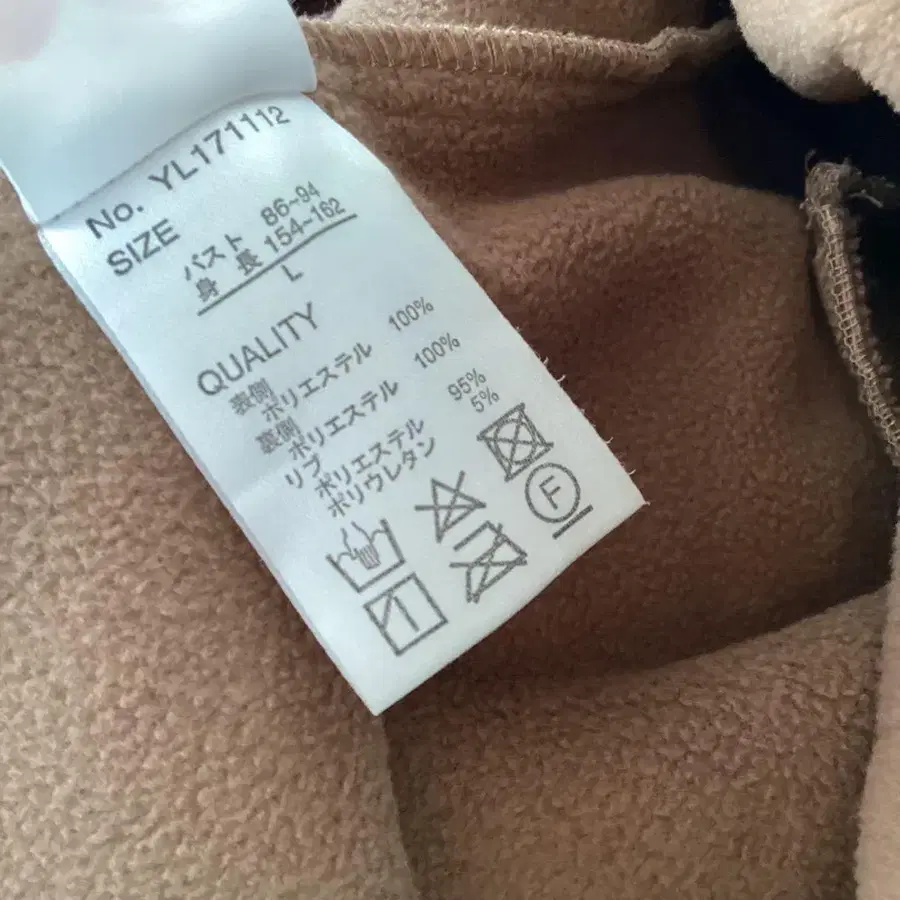 No. YL171112
SIZE
バスト 86~94
身 長 154~162
L
QUALITY
表側
ポリエステル 100%
裏側
ポリエステル 100%
リブ
ポリエステル 95%
ポリウレタン 5%
F